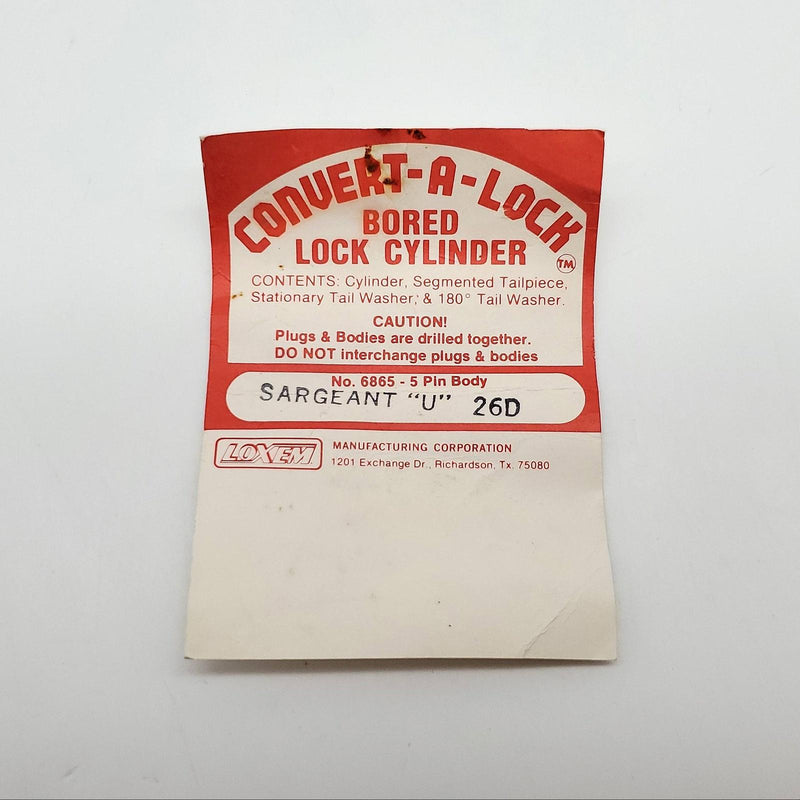 CONVERT-A-LOCK
BORED
LOCK CYLINDER
TM
CONTENTS: Cylinder, Segmented Tailpiece,
Stationary Tail Washer, & 180° Tail Washer.
CAUTION!
Plugs & Bodies are drilled together.
DO NOT interchange plugs & bodies
No. 6865 - 5 Pin Body
SARGEANT "U" 26D
LOXEM MANUFACTURING CORPORATION
1201 Exchange Dr., Richardson, Tx. 75080